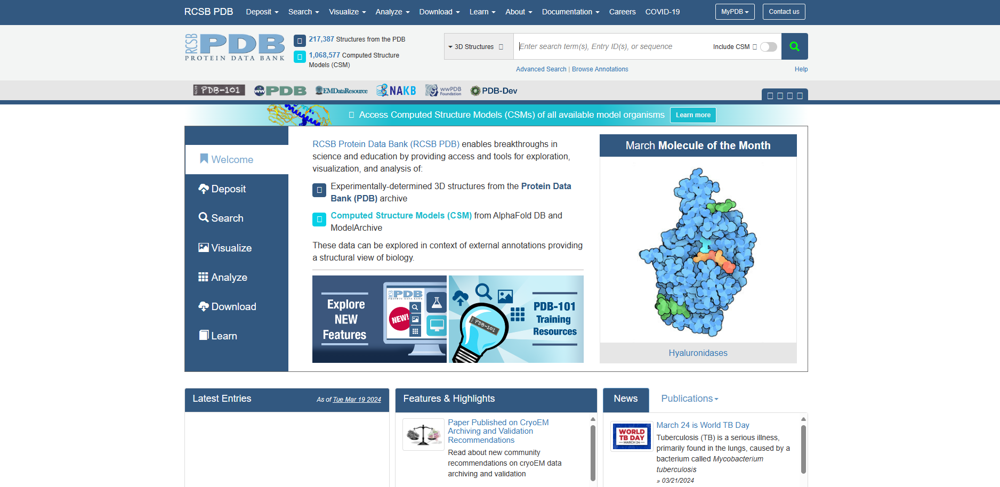 RCSB PDB Deposit Search Visualize Analyze Download Learn About Documentation Careers COVID-19 MyPDB Contact us
RCSB PDB
PROTEIN DATA BANK
217,387 Structures from the PDB
1,068,577 Computed Structure
Models (CSM)
3D Structures
Enter search term(s), Entry ID(s), or sequence
Include CSM
Advanced Search | Browse Annotations
Help
RCSB PDB-101
wwPDB
EMDataResource
NAKB
wwPDB
Foundation
PDB-Dev
Access Computed Structure Models (CSMs) of all available model organisms Learn more
Welcome
Deposit
Search
Visualize
Analyze
Download
Learn
RCSB Protein Data Bank (RCSB PDB) enables breakthroughs in
science and education by providing access and tools for exploration,
visualization, and analysis of:
Experimentally-determined 3D structures from the Protein Data
Bank (PDB) archive
Computed Structure Models (CSM) from AlphaFold DB and
ModelArchive
These data can be explored in context of external annotations providing
a structural view of biology.
Explore
NEW
Features
RCSB PDB
PROTEIN DATA BANK
NEW!
PDB-101
PDB-101
Training
Resources
March Molecule of the Month
Hyaluronidases
Latest Entries
As of Tue Mar 19 2024
Features & Highlights
Paper Published on CryoEM
Archiving and Validation
Recommendations
Read about new community
recommendations on cryoEM data
archiving and validation
News
Publications
WORLD
TB DAY
MARCH 24
March 24 is World TB Day
Tuberculosis (TB) is a serious illness,
primarily found in the lungs, caused by a
bacterium called Mycobacterium
tuberculosis
» 03/21/2024